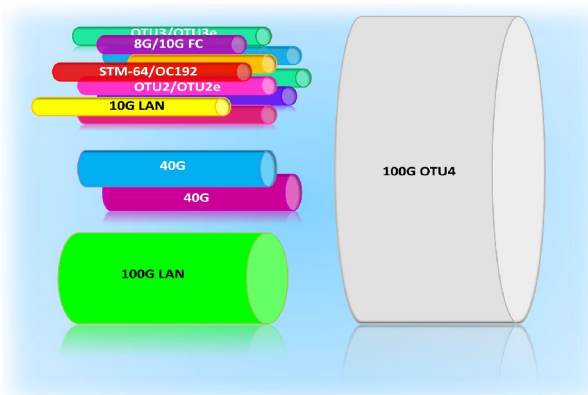 OTU3/OTU3e
8G/10G FC
STM-64/OC192
OTU2/OTU2e
10G LAN
40G
40G
100G LAN
100G OTU4